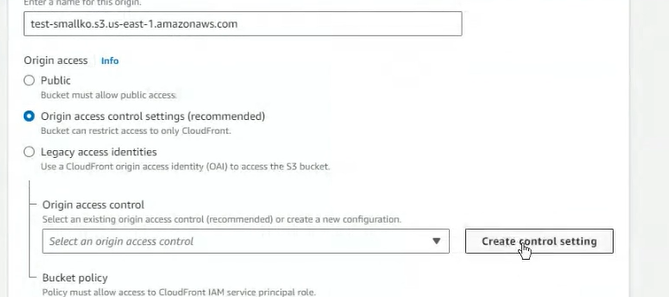 Enter a name for this origin.
test-smallko.s3.us-east-1.amazonaws.com
Origin access Info
Public
Bucket must allow public access.
Origin access control settings (recommended)
Bucket can restrict access to only CloudFront.
Legacy access identities
Use a CloudFront origin access identity (OAI) to access the S3 bucket.
Origin access control
Select an existing origin access control (recommended) or create a new configuration.
Select an origin access control
Create control setting
Bucket policy
Policy must allow access to CloudFront IAM service principal role.